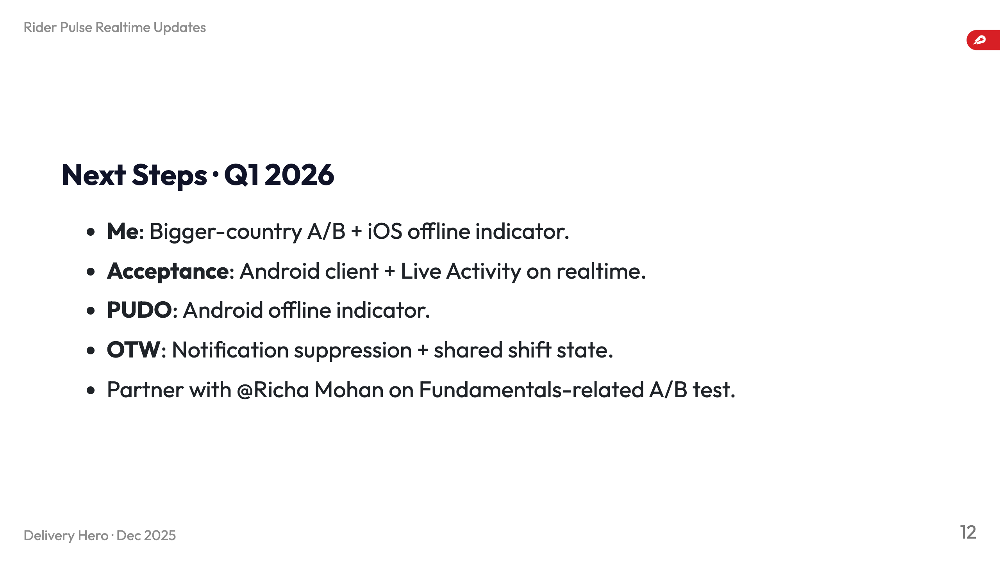 Rider Pulse Realtime Updates
Next Steps · Q1 2026
• Me: Bigger-country A/B + iOS offline indicator.
• Acceptance: Android client + Live Activity on realtime.
• PUDO: Android offline indicator.
• OTW: Notification suppression + shared shift state.
• Partner with @Richa Mohan on Fundamentals-related A/B test.
Delivery Hero · Dec 2025
12